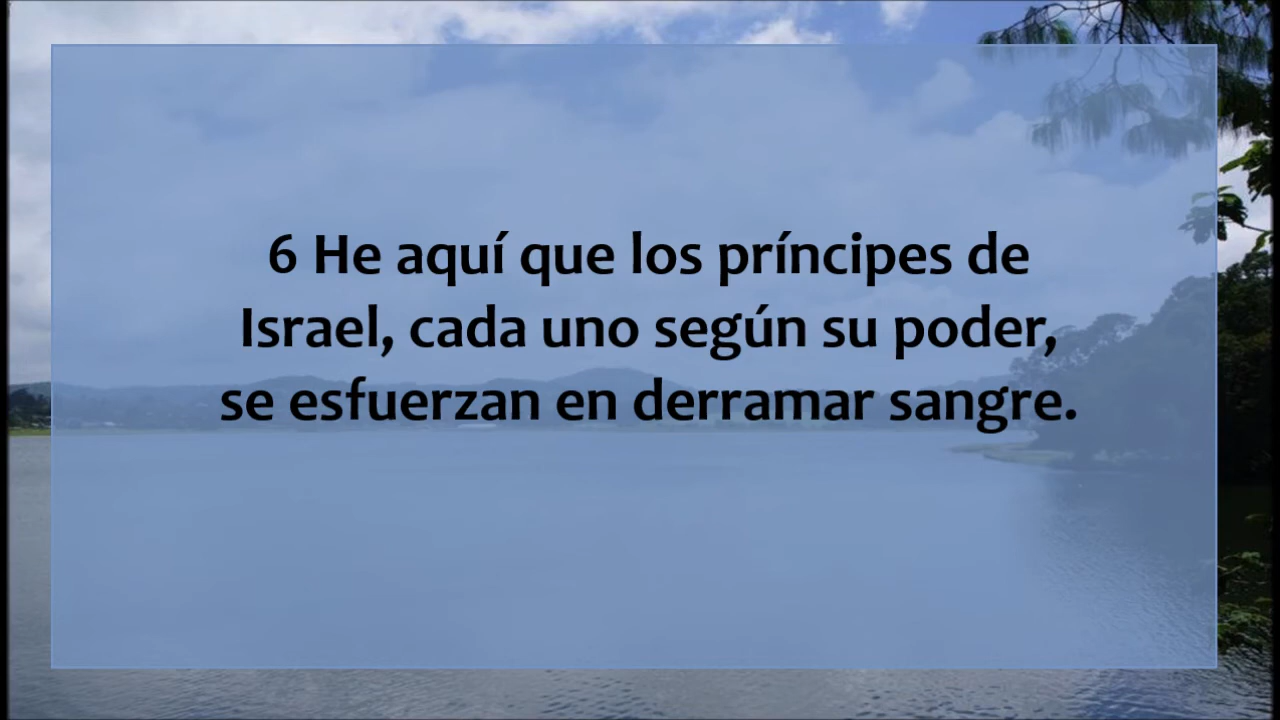 6 He aquí que los príncipes de
Israel, cada uno según su poder,
se esfuerzan en derramar sangre.